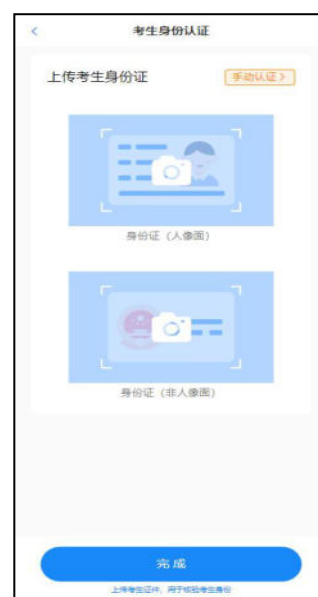 考生身份认证
上传考生身份证
手动认证 >
身份证（人像面）
身份证（非人像面）
完成
上传考生证件，用于核验考生身份